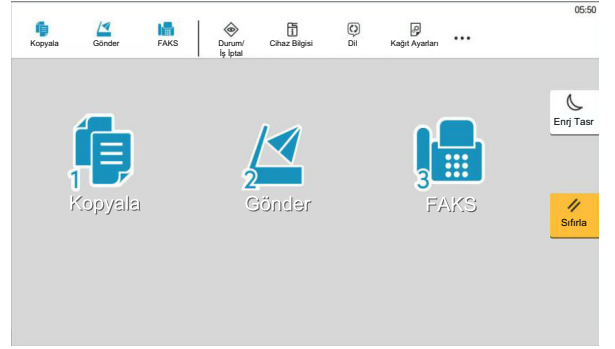 05:50
Kopyala
Gönder
FAKS
Durum/
İş İptal
Cihaz Bilgisi
Dil
Kağıt Ayarları
Enrj Tasr
1
Kopyala
2
Gönder
3
FAKS
Sıfırla